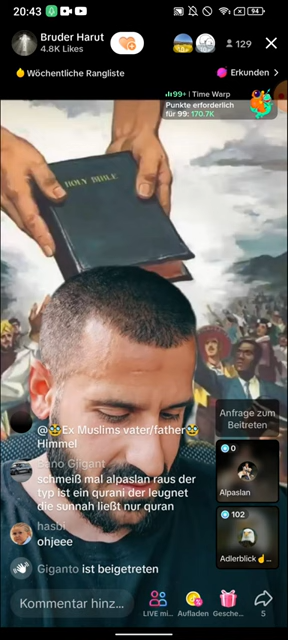 20:43
94
Bruder Harut
4.8K Likes
129
Wöchentliche Rangliste
Erkunden >
99+ | Time Warp
Punkte erforderlich
für 99: 170.7K
HOLY BIBLE
@🤠Ex Muslims vater/father🤠
Himmel
Anfrage zum
Beitreten
Gigant
schmeiß mal alpaslan raus der
typ ist ein qurani der leugnet
die sunnah ließt nur quran
0
Alpaslan
hasbi
ohjeee
102
Adlerblick☝...
Giganto ist beigetreten
Kommentar hinz...
LIVE mi...
Aufladen
Gesche...
5